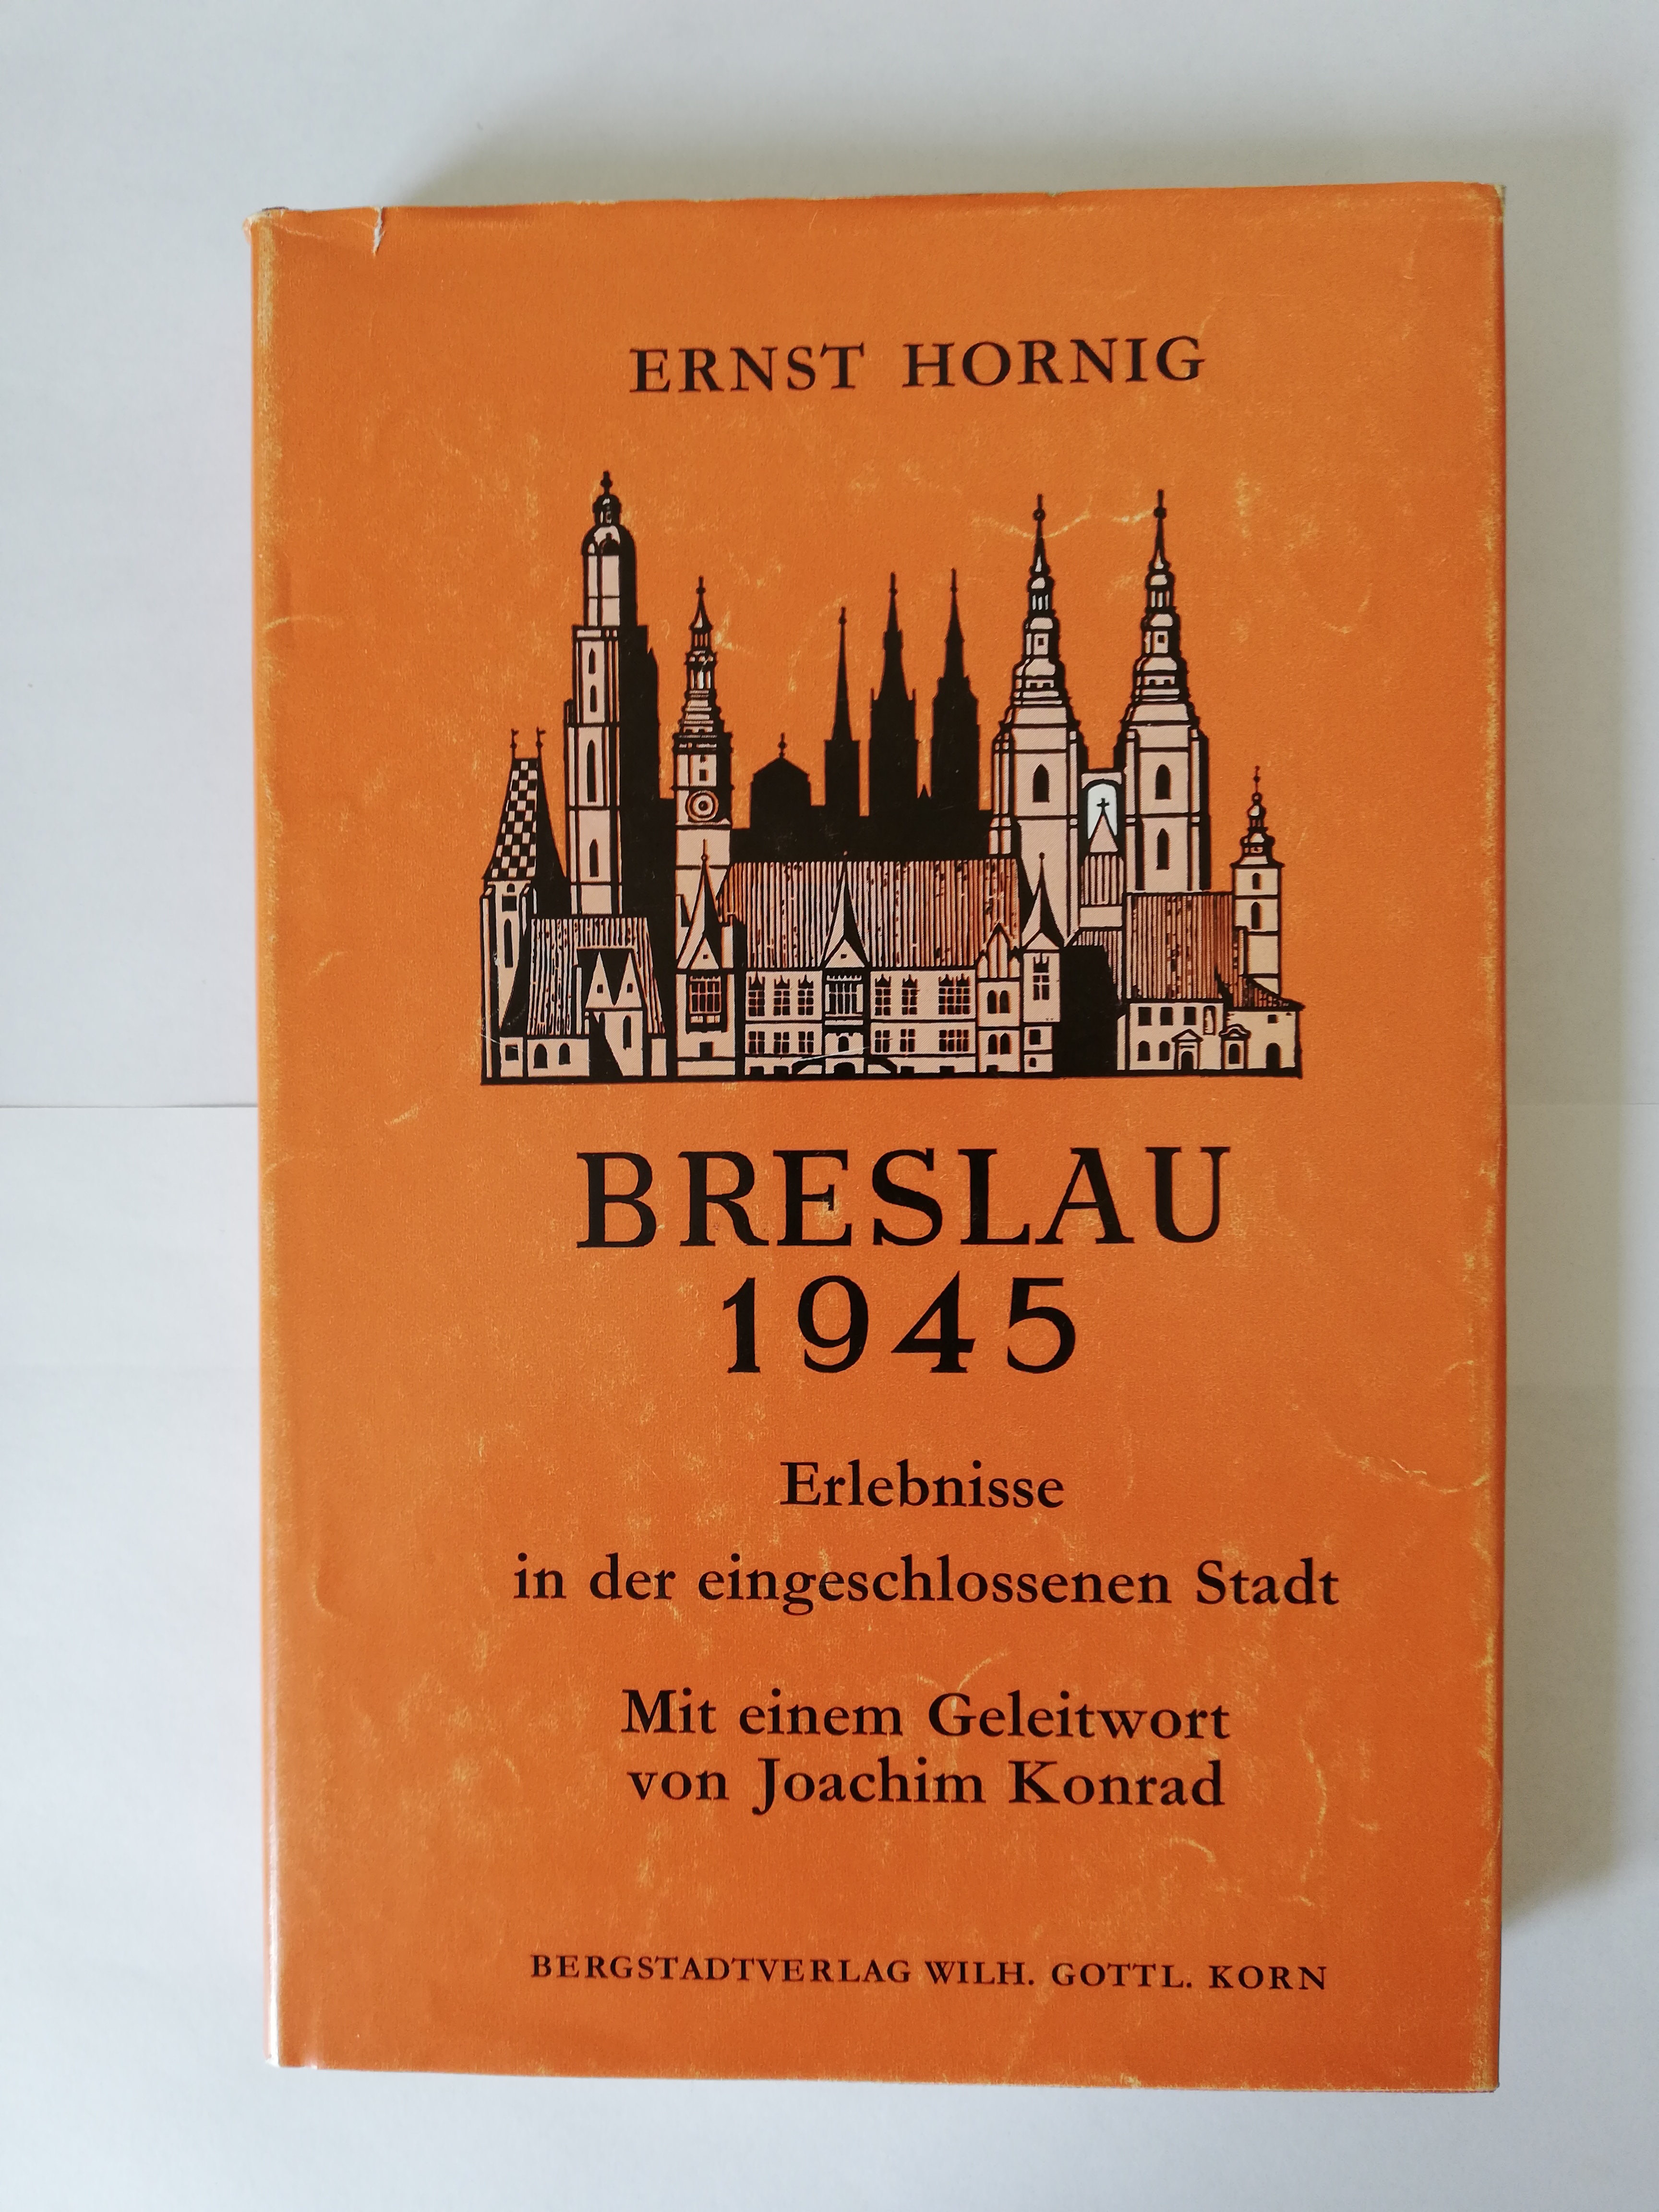 ERNST HORNIG
BRESLAU
1945
Erlebnisse
in der eingeschlossenen Stadt
Mit einem Geleitwort
von Joachim Konrad
BERGSTADTVERLAG WILH. GOTTL. KORN